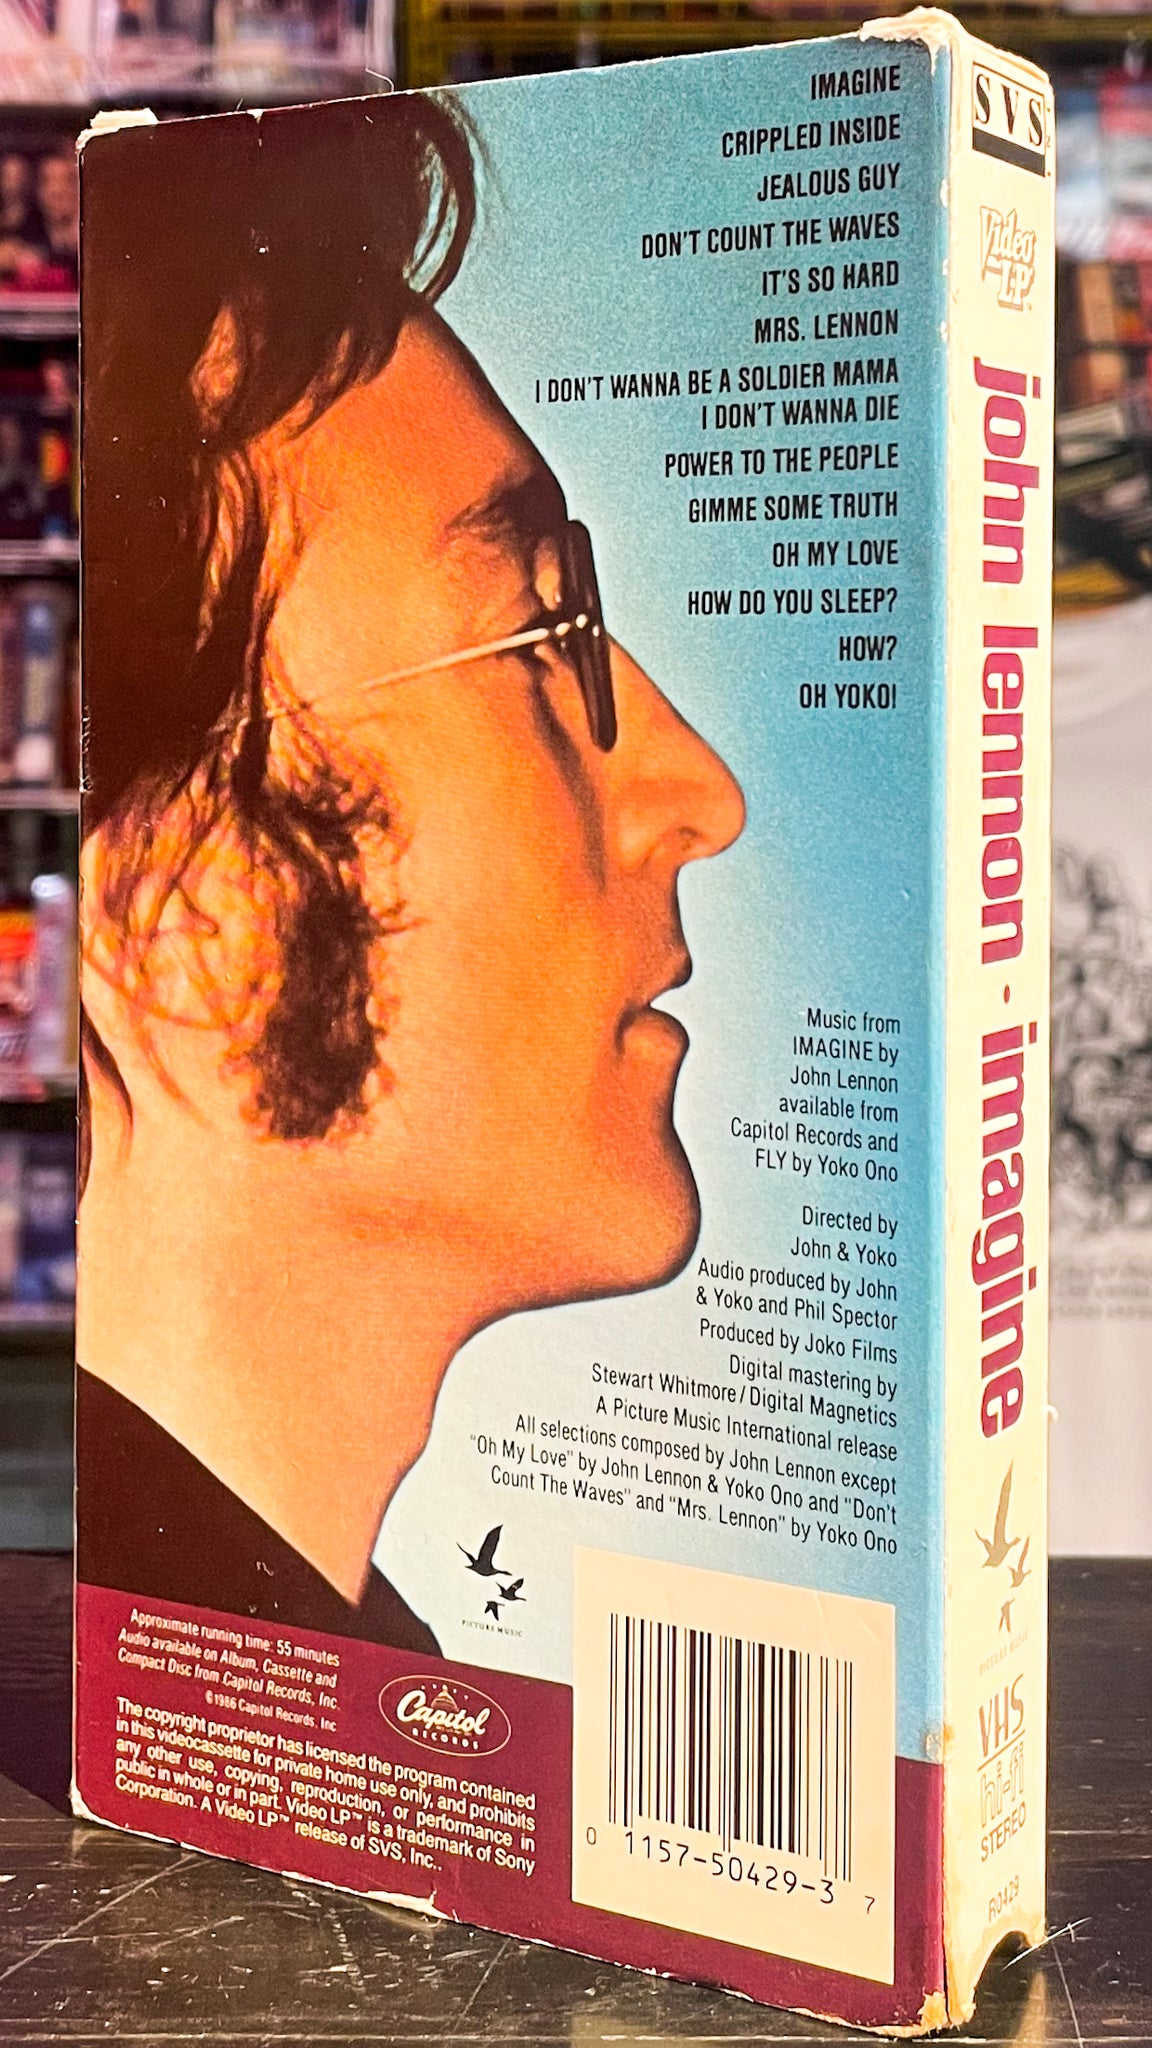 IMAGINE
CRIPPLED INSIDE
JEALOUS GUY
DON'T COUNT THE WAVES
IT'S SO HARD
MRS. LENNON
I DON'T WANNA BE A SOLDIER MAMA
I DON'T WANNA DIE
POWER TO THE PEOPLE
GIMME SOME TRUTH
OH MY LOVE
HOW DO YOU SLEEP?
HOW?
OH YOKO!
Music from
IMAGINE by
John Lennon
available from
Capitol Records and
FLY by Yoko Ono
Directed by
John & Yoko
Audio produced by John
& Yoko and Phil Spector
Produced by Joko Films
Digital mastering by
Stewart Whitmore/Digital Magnetics
A Picture Music International release
All selections composed by John Lennon except
"Oh My Love" by John Lennon & Yoko Ono and "Don't
Count The Waves" and "Mrs. Lennon" by Yoko Ono
PICTURE MUSIC
Approximate running time: 55 minutes
Audio available on Album, Cassette and
Compact Disc from Capitol Records, Inc.
©1986 Capitol Records, Inc.
Capitol
RECORDS
The copyright proprietor has licensed the program contained
in this videocassette for private home use only, and prohibits
any other use, copying, reproduction, or performance in
public in whole or in part. Video LP™ is a trademark of Sony
Corporation. A Video LP™ release of SVS, Inc..
0 1157-50429-3 7
SVS
Video
LP
john lennon · imagine
PICTURE MUSIC
VHS
hi-fi
STEREO
R0429